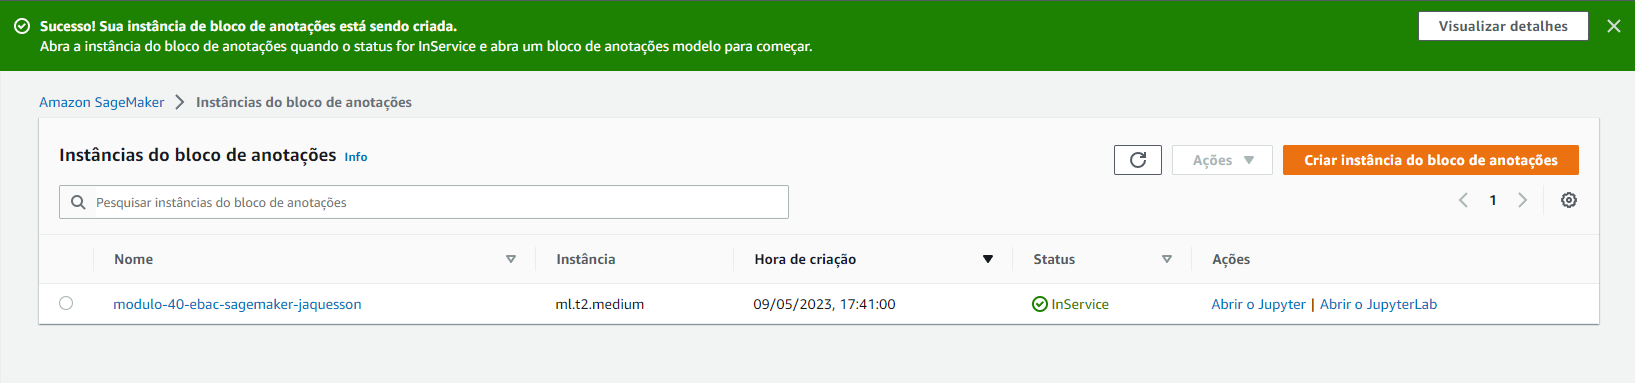 Sucesso! Sua instância de bloco de anotações está sendo criada.
Abra a instância do bloco de anotações quando o status for InService e abra um bloco de anotações modelo para começar.
Visualizar detalhes
Amazon SageMaker > Instâncias do bloco de anotações
Instâncias do bloco de anotações Info
Ações
Criar instância do bloco de anotações
Pesquisar instâncias do bloco de anotações
1
Nome Instância Hora de criação Status Ações
modulo-40-ebac-sagemaker-jaquesson ml.t2.medium 09/05/2023, 17:41:00 InService Abrir o Jupyter | Abrir o JupyterLab